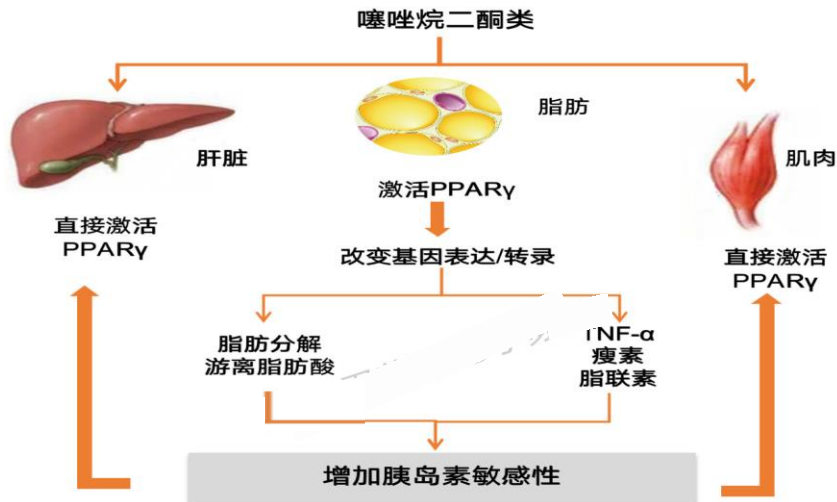 噻唑烷二酮类
脂肪
肝脏
肌肉
激活PPARγ
直接激活
PPARγ
直接激活
PPARγ
改变基因表达/转录
脂肪分解
游离脂肪酸
TNF-α
瘦素
脂联素
增加胰岛素敏感性